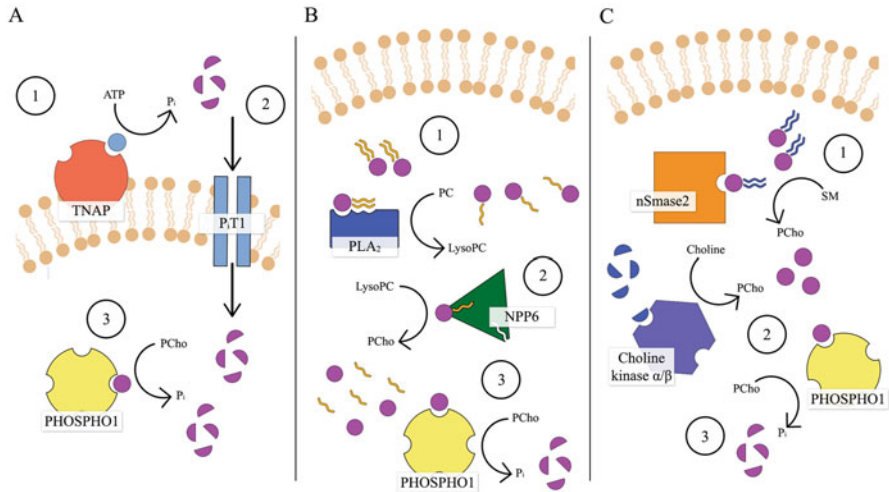 A
1
ATP
Pi
2
TNAP
PiT1
3
PCho
PHOSPHO1
Pi
B
1
PC
PLA2
LysoPC
2
LysoPC
NPP6
PCho
3
PCho
PHOSPHO1
Pi
C
1
nSmase2
SM
PCho
Choline
PCho
2
Choline
kinase α/β
PCho
PHOSPHO1
3
Pi